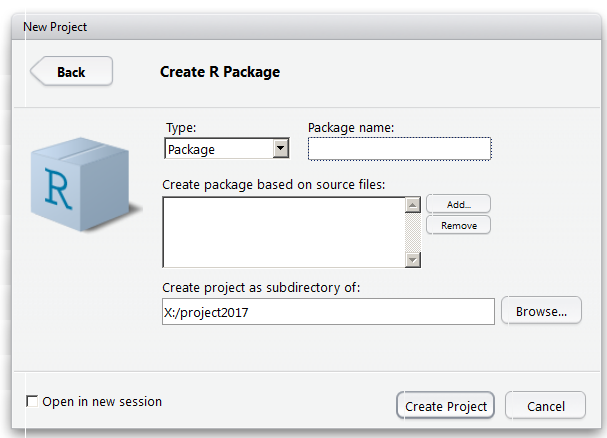 New Project
Back
Create R Package
Type:
Package name:
Package
Create package based on source files:
Add...
Remove
Create project as subdirectory of:
X:/project2017
Browse...
Open in new session
Create Project
Cancel
R